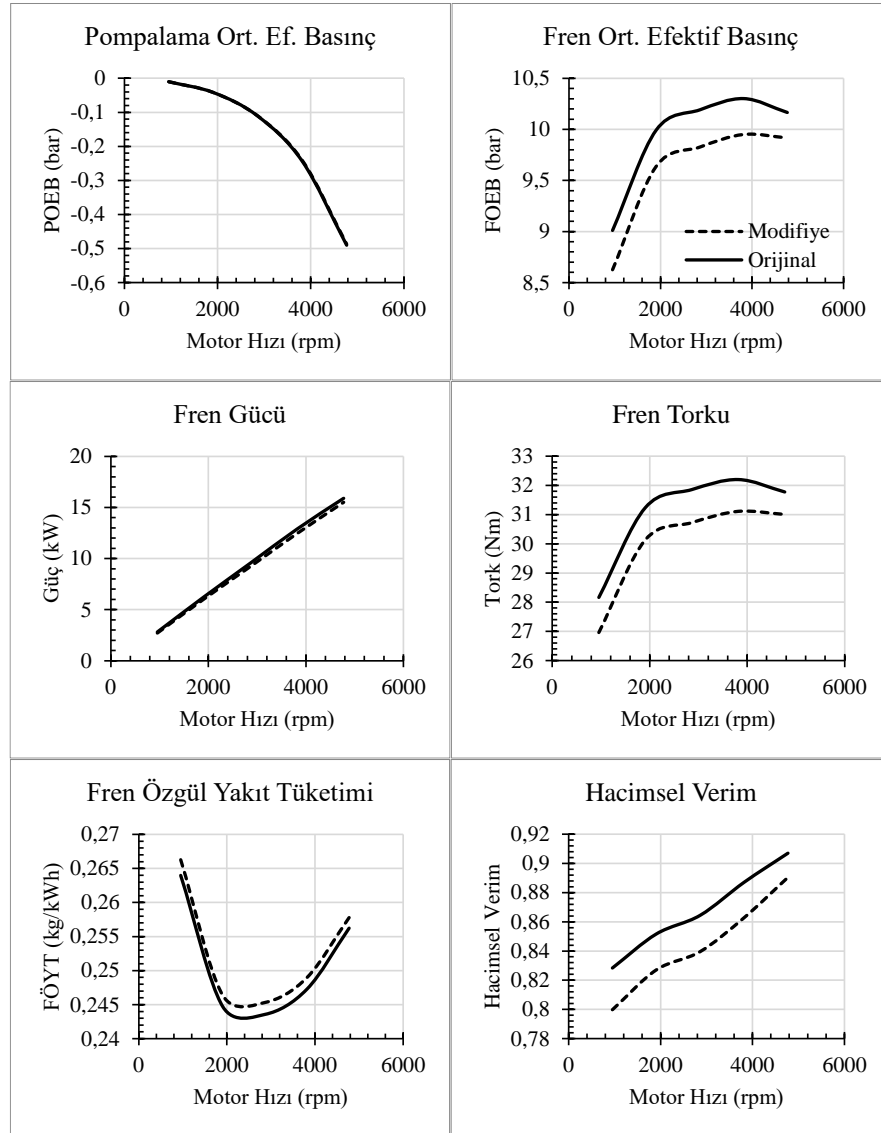 Pompalama Ort. Ef. Basınç
0
-0,1
-0,2
-0,3
-0,4
-0,5
-0,6
POEB (bar)
0 2000 4000 6000
Motor Hızı (rpm)
Fren Ort. Efektif Basınç
10,5
10
9,5
9
8,5
FOEB (bar)
Modifiye
Orijinal
0 2000 4000 6000
Motor Hızı (rpm)
Fren Gücü
20
15
10
5
0
Güç (kW)
0 2000 4000 6000
Motor Hızı (rpm)
Fren Torku
33
32
31
30
29
28
27
26
Tork (Nm)
0 2000 4000 6000
Motor Hızı (rpm)
Fren Özgül Yakıt Tüketimi
0,27
0,265
0,26
0,255
0,25
0,245
0,24
FÖYT (kg/kWh)
0 2000 4000 6000
Motor Hızı (rpm)
Hacimsel Verim
0,92
0,9
0,88
0,86
0,84
0,82
0,8
0,78
Hacimsel Verim
0 2000 4000 6000
Motor Hızı (rpm)